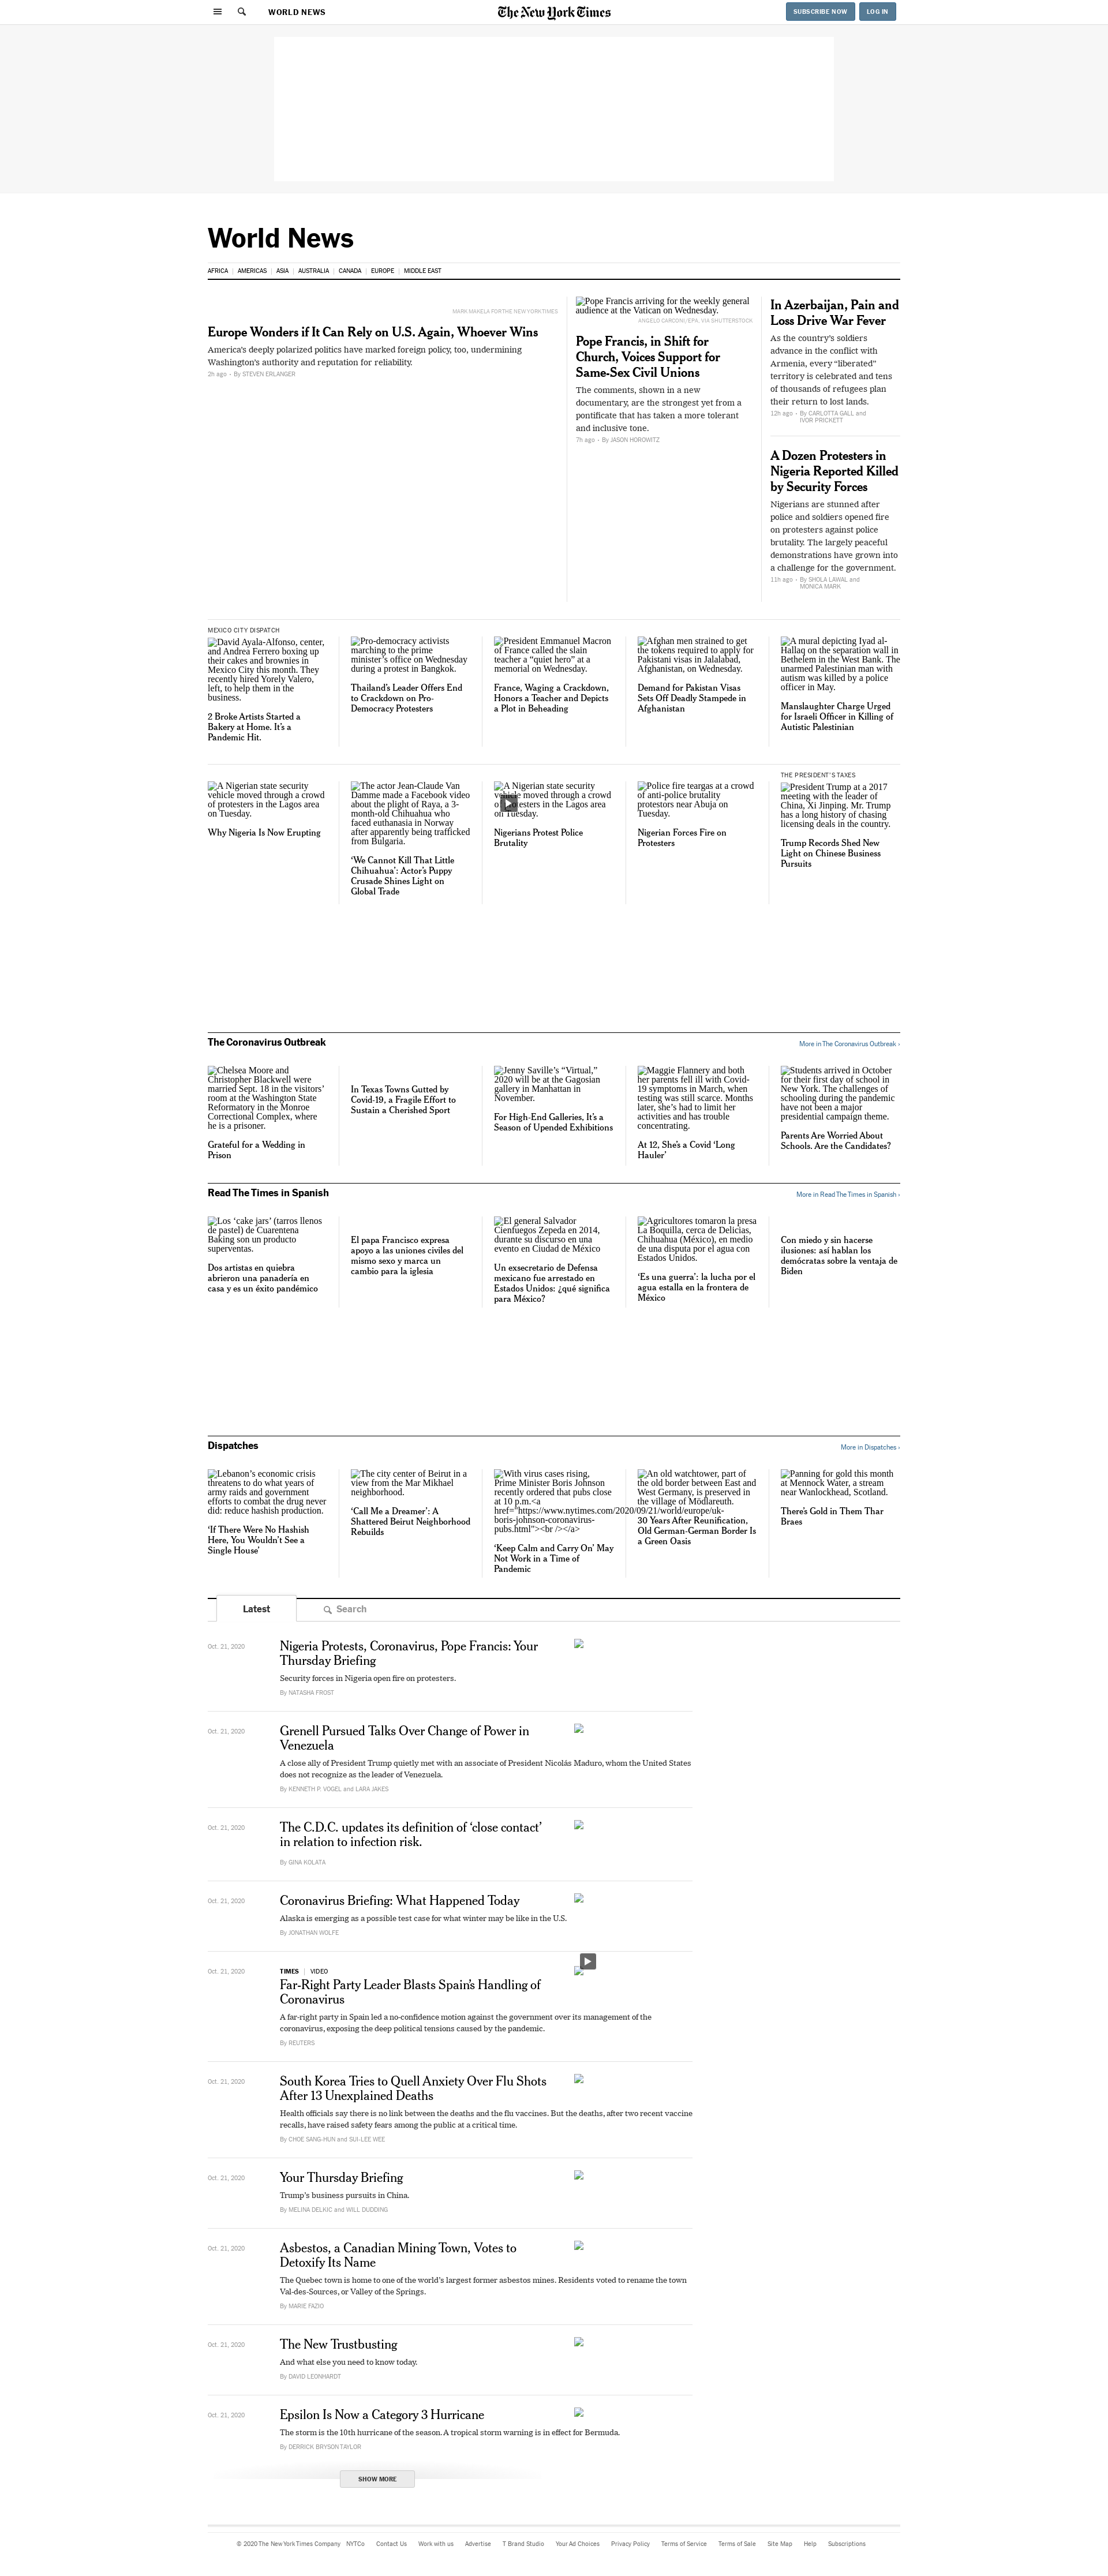 WORLD NEWS
The New York Times
SUBSCRIBE NOW
LOG IN
World News
AFRICA
AMERICAS
ASIA
AUSTRALIA
CANADA
EUROPE
MIDDLE EAST
MARK MAKELA FOR THE NEW YORK TIMES
Europe Wonders if It Can Rely on U.S. Again, Whoever Wins
America's deeply polarized politics have marked foreign policy, too, undermining
Washington's authority and reputation for reliability.
2h ago - By STEVEN ERLANGER
Pope Francis arriving for the weekly general
audience at the Vatican on Wednesday.
ANGELO CARCONI/EPA, VIA SHUTTERSTOCK
Pope Francis, in Shift for
Church, Voices Support for
Same-Sex Civil Unions
The comments, shown in a new
documentary, are the strongest yet from a
pontificate that has taken a more tolerant
and inclusive tone.
7h ago - By JASON HOROWITZ
In Azerbaijan, Pain and
Loss Drive War Fever
As the country's soldiers
advance in the conflict with
Armenia, every “liberated”
territory is celebrated and tens
of thousands of refugees plan
their return to lost lands.
12h ago - By CARLOTTA GALL and
IVOR PRICKETT
A Dozen Protesters in
Nigeria Reported Killed
by Security Forces
Nigerians are stunned after
police and soldiers opened fire
on protesters against police
brutality. The largely peaceful
demonstrations have grown into
a challenge for the government.
11h ago - By SHOLA LAWAL and
MONICA MARK
MEXICO CITY DISPATCH
David Ayala-Alfonso, center,
and Andrea Ferrero boxing up
their cakes and brownies in
Mexico City this month. They
recently hired Yorely Valero,
left, to help them in the
business.
2 Broke Artists Started a
Bakery at Home. It’s a
Pandemic Hit.
Pro-democracy activists
marching to the prime
minister’s office on Wednesday
during a protest in Bangkok.
Thailand’s Leader Offers End
to Crackdown on Pro-
Democracy Protesters
President Emmanuel Macron
of France called the slain
teacher a “quiet hero” at a
memorial on Wednesday.
France, Waging a Crackdown,
Honors a Teacher and Depicts
a Plot in Beheading
Afghan men strained to get
the tokens required to apply for
Pakistani visas in Jalalabad,
Afghanistan, on Wednesday.
Demand for Pakistan Visas
Sets Off Deadly Stampede in
Afghanistan
A mural depicting Iyad al-
Hallaq on the separation wall in
Bethelem in the West Bank. The
unarmed Palestinian man with
autism was killed by a police
officer in May.
Manslaughter Charge Urged
for Israeli Officer in Killing of
Autistic Palestinian
A Nigerian state security
vehicle moved through a crowd
of protesters in the Lagos area
on Tuesday.
Why Nigeria Is Now Erupting
The actor Jean-Claude Van
Damme made a Facebook video
about the plight of Raya, a 3-
month-old Chihuahua who
faced euthanasia in Norway
after apparently being trafficked
from Bulgaria.
‘We Cannot Kill That Little
Chihuahua’: Actor’s Puppy
Crusade Shines Light on
Global Trade
A Nigerian state security
vehicle moved through a crowd
of protesters in the Lagos area
on Tuesday.
Nigerians Protest Police
Brutality
Police fire teargas at a crowd
of anti-police brutality
protestors near Abuja on
Tuesday.
Nigerian Forces Fire on
Protesters
THE PRESIDENT'S TAXES
President Trump at a 2017
meeting with the leader of
China, Xi Jinping. Mr. Trump
has a long history of chasing
licensing deals in the country.
Trump Records Shed New
Light on Chinese Business
Pursuits
The Coronavirus Outbreak
More in The Coronavirus Outbreak ›
Chelsea Moore and
Christopher Blackwell were
married Sept. 18 in the visitors’
room at the Washington State
Reformatory in the Monroe
Correctional Complex, where
he is a prisoner.
Grateful for a Wedding in
Prison
In Texas Towns Gutted by
Covid-19, a Fragile Effort to
Sustain a Cherished Sport
Jenny Saville’s “Virtual,”
2020 will be at the Gagosian
gallery in Manhattan in
November.
For High-End Galleries, It’s a
Season of Upended Exhibitions
Maggie Flannery and both
her parents fell ill with Covid-
19 symptoms in March, when
testing was still scarce. Months
later, she’s had to limit her
activities and has trouble
concentrating.
At 12, She’s a Covid ‘Long
Hauler’
Students arrived in October
for their first day of school in
New York. The challenges of
schooling during the pandemic
have not been a major
presidential campaign theme.
Parents Are Worried About
Schools. Are the Candidates?
Read The Times in Spanish
More in Read The Times in Spanish ›
Los ‘cake jars’ (tarros llenos
de pastel) de Cuarentena
Baking son un producto
superventas.
Dos artistas en quiebra
abrieron una panadería en
casa y es un éxito pandémico
El papa Francisco expresa
apoyo a las uniones civiles del
mismo sexo y marca un
cambio para la iglesia
El general Salvador
Cienfuegos Zepeda en 2014,
durante su discurso en una
evento en Ciudad de México
Un exsecretario de Defensa
mexicano fue arrestado en
Estados Unidos: ¿qué significa
para México?
Agricultores tomaron la presa
La Boquilla, cerca de Delicias,
Chihuahua (México), en medio
de una disputa por el agua con
Estados Unidos.
‘Es una guerra’: la lucha por el
agua estalla en la frontera de
México
Con miedo y sin hacerse
ilusiones: así hablan los
demócratas sobre la ventaja de
Biden
Dispatches
More in Dispatches ›
Lebanon’s economic crisis
threatens to do what years of
army raids and government
efforts to combat the drug never
did: reduce hashish production.
‘If There Were No Hashish
Here, You Wouldn’t See a
Single House’
The city center of Beirut in a
view from the Mar Mikhael
neighborhood.
‘Call Me a Dreamer’: A
Shattered Beirut Neighborhood
Rebuilds
With virus cases rising,
Prime Minister Boris Johnson
recently ordered that pubs close
at 10 p.m.<a
href="https://www.nytimes.com/2020/09/21/world/europe/uk-
boris-johnson-coronavirus-
pubs.html"><br /></a>
‘Keep Calm and Carry On’ May
Not Work in a Time of
Pandemic
An old watchtower, part of
the old border between East and
West Germany, is preserved in
the village of Mödlareuth.
30 Years After Reunification,
Old German-German Border Is
a Green Oasis
Panning for gold this month
at Mennock Water, a stream
near Wanlockhead, Scotland.
There’s Gold in Them Thar
Braes
Latest
Search
Oct. 21, 2020
Nigeria Protests, Coronavirus, Pope Francis: Your
Thursday Briefing
Security forces in Nigeria open fire on protesters.
By NATASHA FROST
Oct. 21, 2020
Grenell Pursued Talks Over Change of Power in
Venezuela
A close ally of President Trump quietly met with an associate of President Nicolás Maduro, whom the United States
does not recognize as the leader of Venezuela.
By KENNETH P. VOGEL and LARA JAKES
Oct. 21, 2020
The C.D.C. updates its definition of ‘close contact’
in relation to infection risk.
By GINA KOLATA
Oct. 21, 2020
Coronavirus Briefing: What Happened Today
Alaska is emerging as a possible test case for what winter may be like in the U.S.
By JONATHAN WOLFE
Oct. 21, 2020
TIMES | VIDEO
Far-Right Party Leader Blasts Spain’s Handling of
Coronavirus
A far-right party in Spain led a no-confidence motion against the government over its management of the
coronavirus, exposing the deep political tensions caused by the pandemic.
By REUTERS
Oct. 21, 2020
South Korea Tries to Quell Anxiety Over Flu Shots
After 13 Unexplained Deaths
Health officials say there is no link between the deaths and the flu vaccines. But the deaths, after two recent vaccine
recalls, have raised safety fears among the public at a critical time.
By CHOE SANG-HUN and SUI-LEE WEE
Oct. 21, 2020
Your Thursday Briefing
Trump’s business pursuits in China.
By MELINA DELKIC and WILL DUDDING
Oct. 21, 2020
Asbestos, a Canadian Mining Town, Votes to
Detoxify Its Name
The Quebec town is home to one of the world’s largest former asbestos mines. Residents voted to rename the town
Val-des-Sources, or Valley of the Springs.
By MARIE FAZIO
Oct. 21, 2020
The New Trustbusting
And what else you need to know today.
By DAVID LEONHARDT
Oct. 21, 2020
Epsilon Is Now a Category 3 Hurricane
The storm is the 10th hurricane of the season. A tropical storm warning is in effect for Bermuda.
By DERRICK BRYSON TAYLOR
SHOW MORE
© 2020 The New York Times Company
NYTCo
Contact Us
Work with us
Advertise
T Brand Studio
Your Ad Choices
Privacy Policy
Terms of Service
Terms of Sale
Site Map
Help
Subscriptions